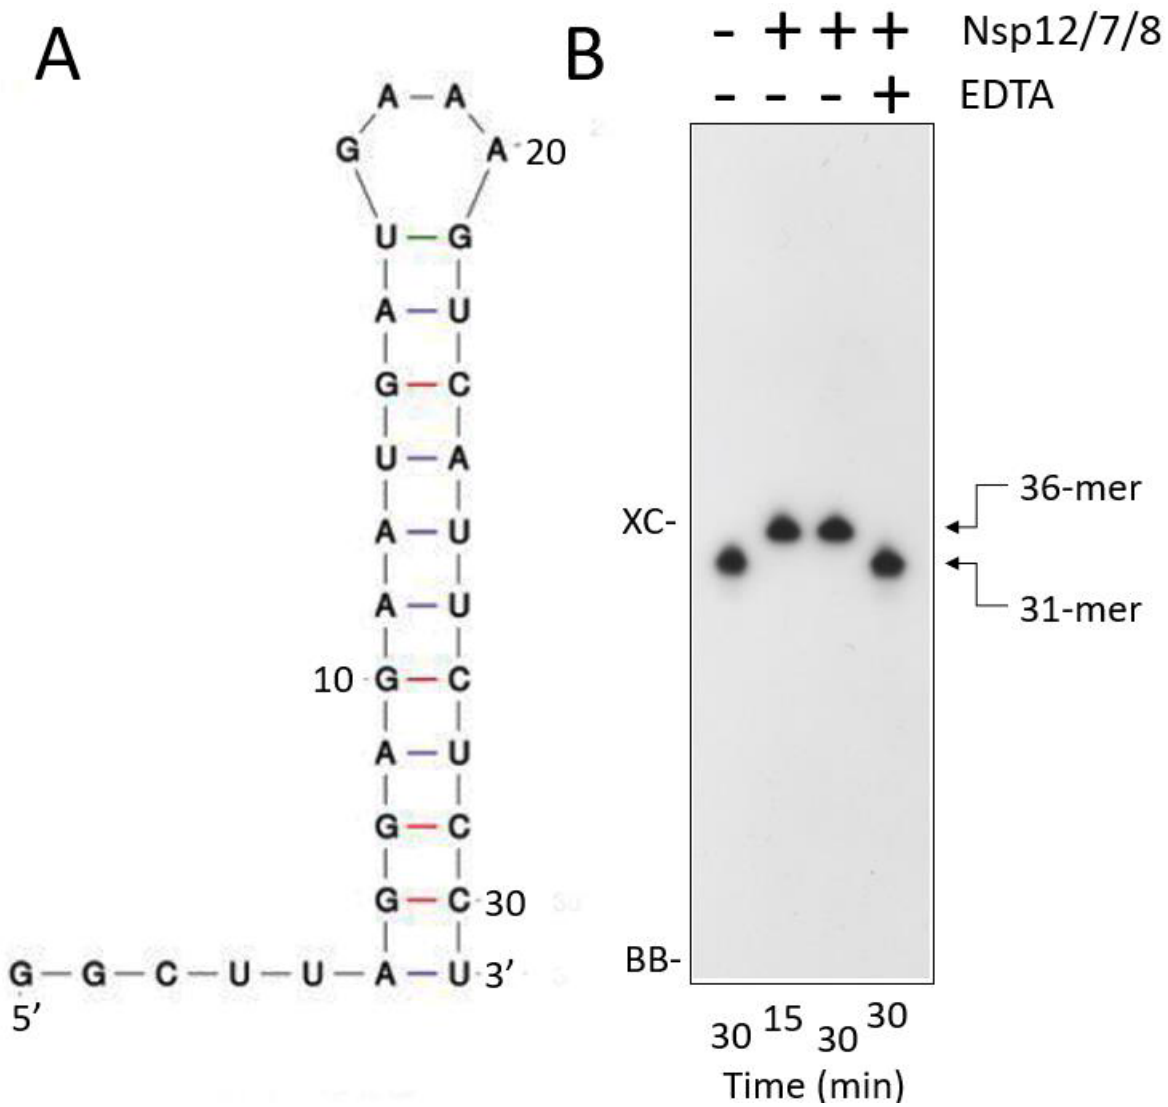 A
B
- + + + Nsp12/7/8
- - - + EDTA
A A
G A 20
U G
A U
G C
U A
A U
A U
10 G C
A U
G C
G C 30
G G C U U A U 3’
5’
36-mer
XC-
31-mer
BB-
30 15 30 30
Time (min)